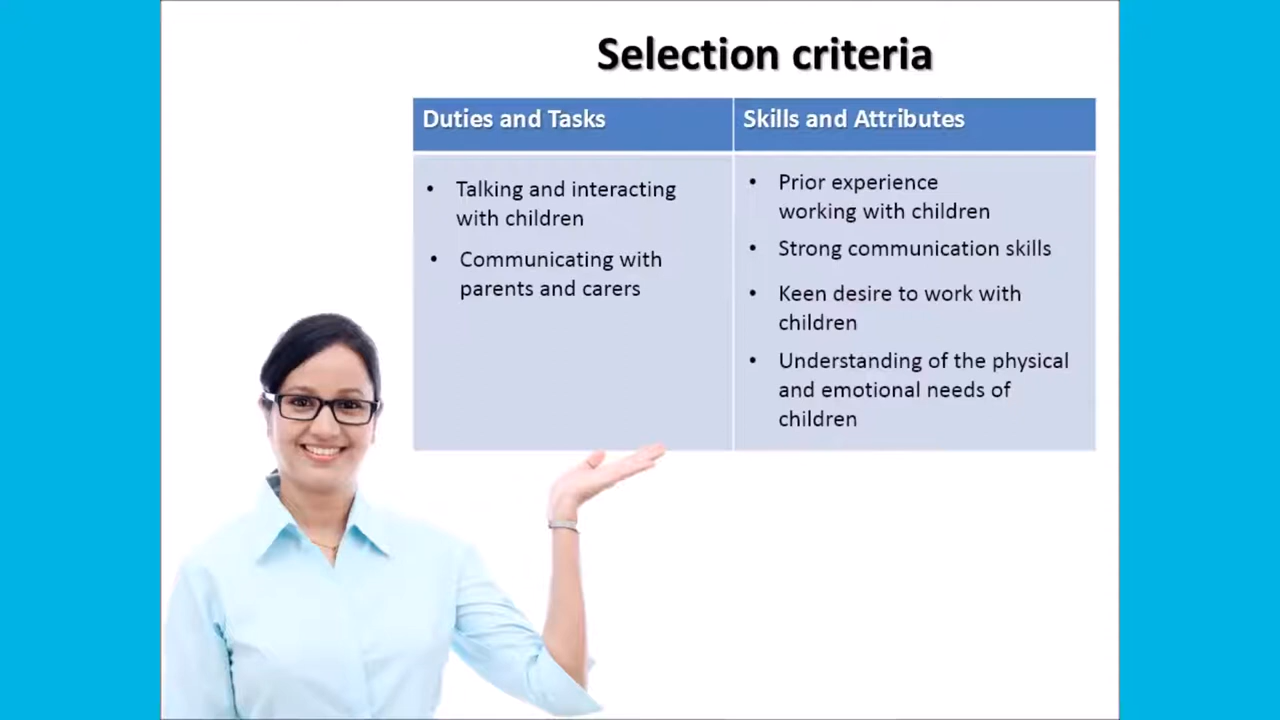 Selection criteria
Duties and Tasks
Skills and Attributes
• Talking and interacting
with children
• Communicating with
parents and carers
• Prior experience
working with children
• Strong communication skills
• Keen desire to work with
children
• Understanding of the physical
and emotional needs of
children